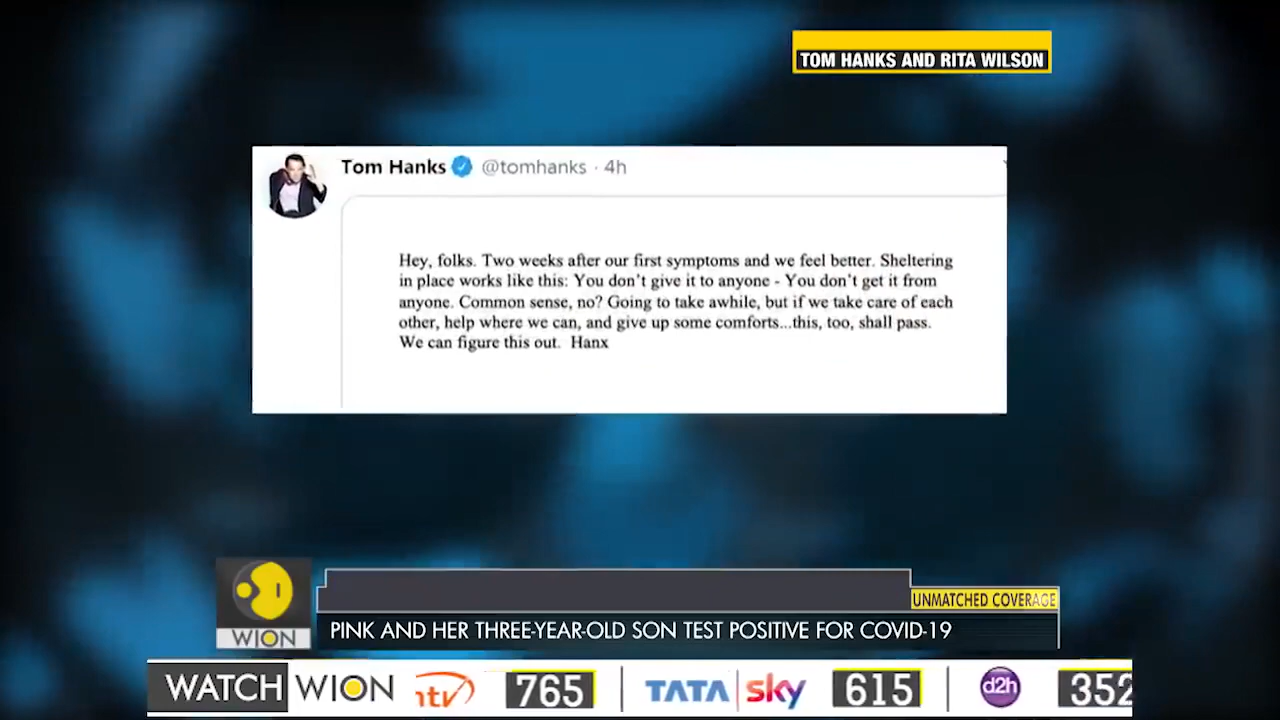 TOM HANKS AND RITA WILSON
Tom Hanks @tomhanks · 4h
Hey, folks. Two weeks after our first symptoms and we feel better. Sheltering
in place works like this: You don't give it to anyone - You don't get it from
anyone. Common sense, no? Going to take awhile, but if we take care of each
other, help where we can, and give up some comforts...this, too, shall pass.
We can figure this out. Hanx
UNMATCHED COVERAGE
WION
PINK AND HER THREE-YEAR-OLD SON TEST POSITIVE FOR COVID-19
WATCH WION 765 TATA sky 615 d2h 352